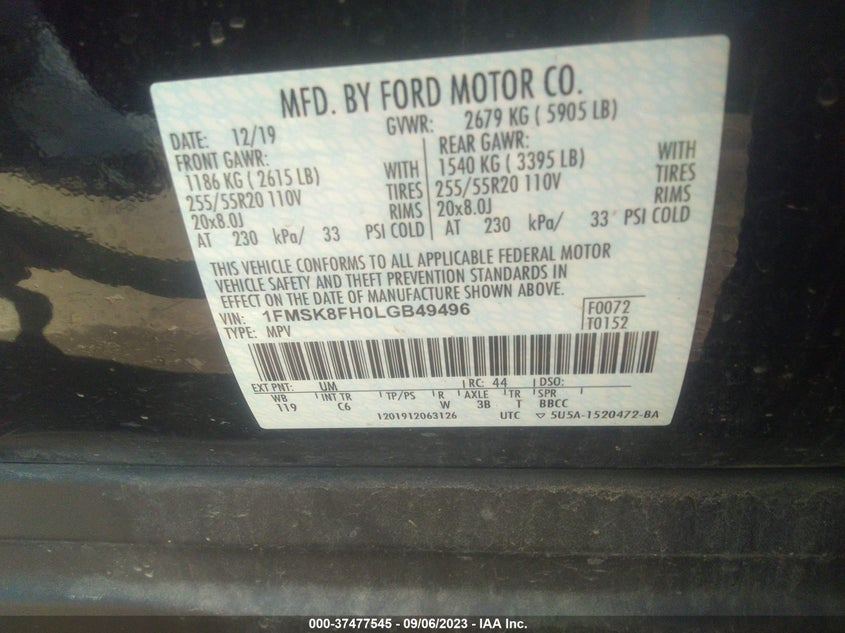 MFD. BY FORD MOTOR CO.
DATE: 12/19 GVWR: 2679 KG ( 5905 LB)
FRONT GAWR: REAR GAWR:
1186 KG ( 2615 LB) WITH 1540 KG ( 3395 LB) WITH
255/55R20 110V TIRES 255/55R20 110V TIRES
20x8.0J RIMS 20x8.0J RIMS
AT 230 kPa/ 33 PSI COLD AT 230 kPa/ 33 PSI COLD
THIS VEHICLE CONFORMS TO ALL APPLICABLE FEDERAL MOTOR
VEHICLE SAFETY AND THEFT PREVENTION STANDARDS IN
EFFECT ON THE DATE OF MANUFACTURE SHOWN ABOVE.
VIN: 1FMSK8FH0LGB49496 F0072
TYPE: MPV T0152
EXT PNT: UM RC: 44 DSO:
WB INT TR TP/PS R AXLE TR SPR
119 C6 W 3B T BBCC
1201912063126 UTC ▽ 5U5A-1520472-BA
000-37477545 - 09/06/2023 - IAA Inc.